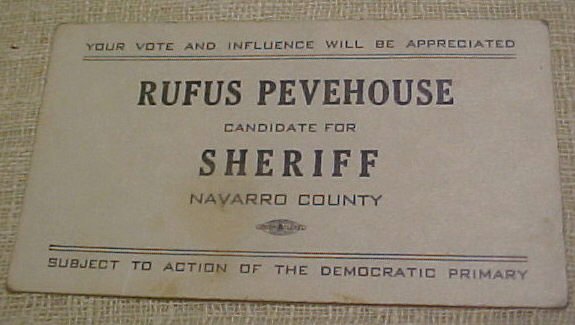 YOUR VOTE AND INFLUENCE WILL BE APPRECIATED
RUFUS PEVEHOUSE
CANDIDATE FOR
SHERIFF
NAVARRO COUNTY
SUBJECT TO ACTION OF THE DEMOCRATIC PRIMARY